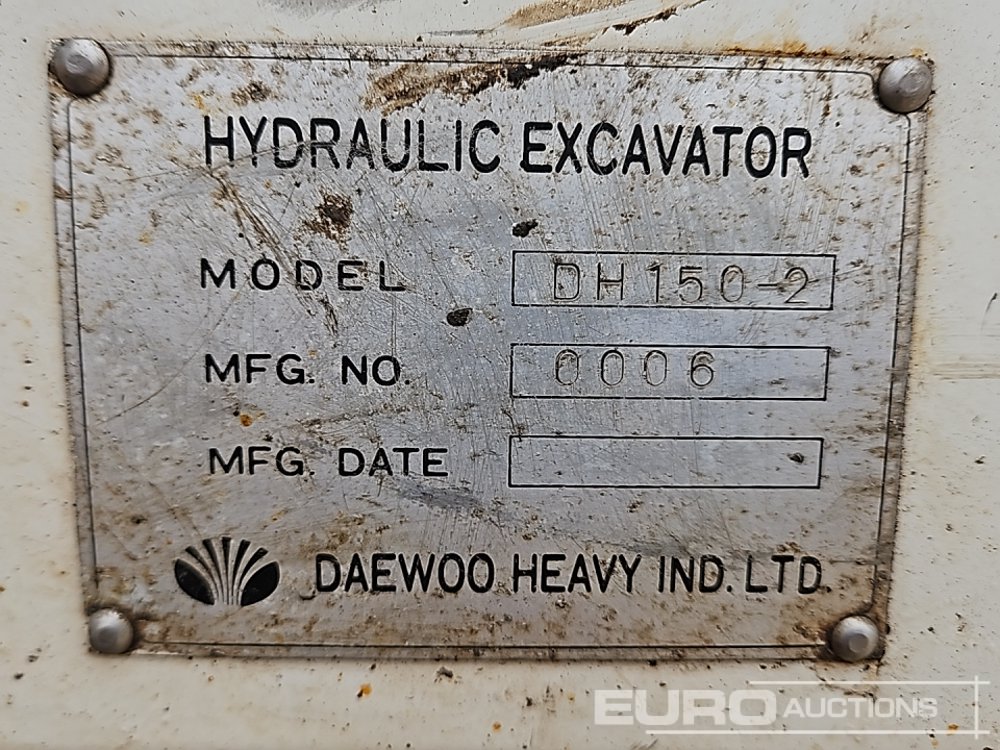 HYDRAULIC EXCAVATOR
MODEL DH150-2
MFG. NO. 0006
MFG. DATE
DAEWOO HEAVY IND. LTD.
EURO AUCTIONS